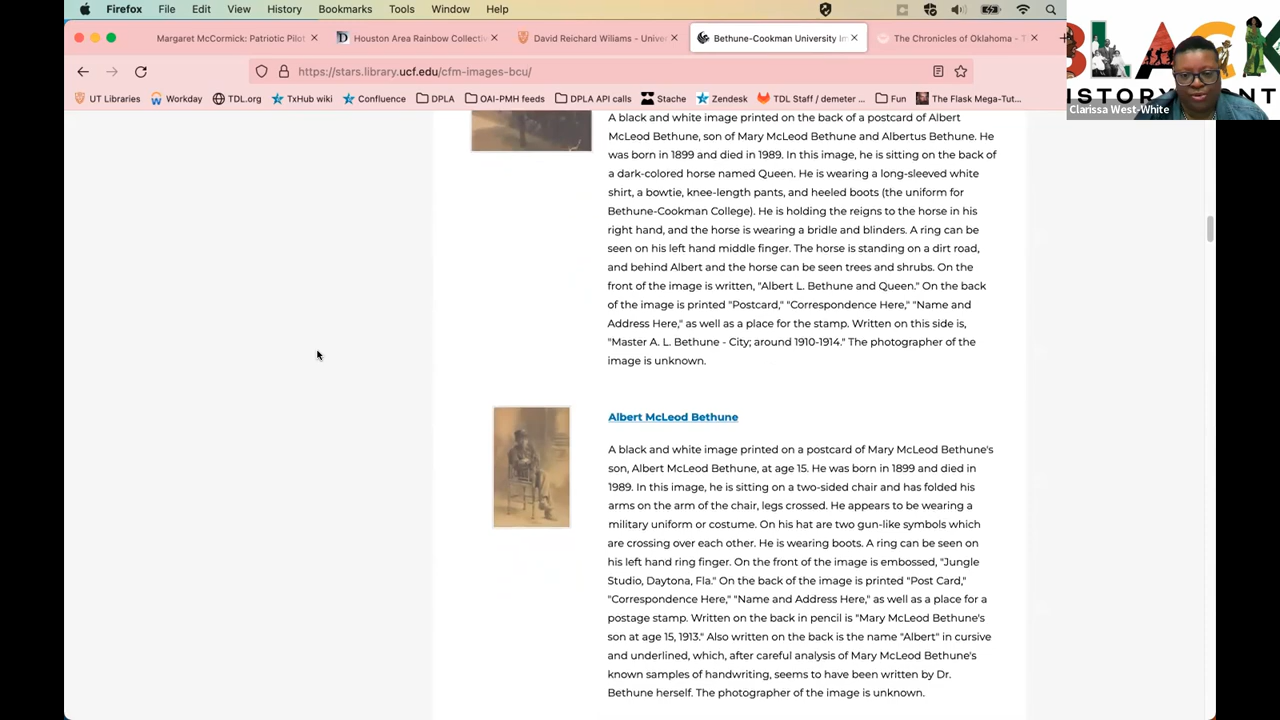 Firefox File Edit View History Bookmarks Tools Window Help
Margaret McCormick: Patriotic Pilot
Houston Area Rainbow Collectiv
David Reichard Wiliams - Unive
Bethune-Cookman University Im
The Chronicles of Oklahoma - T
https://stars.library.ucf.edu/cfm-images-bcu/
UT Libraries Workday TDL.org TxHub wiki Confluence DPLA OAI-PMH feeds DPLA API calls Stache Zendesk TDL Staff / demeter ... Fun The Flask Mega-Tut...
BLACK
HISTORY MONT
Clarissa West-White
A black and white image printed on the back of a postcard of Albert
McLeod Bethune, son of Mary McLeod Bethune and Albertus Bethune. He
was born in 1899 and died in 1989. In this image, he is sitting on the back of
a dark-colored horse named Queen. He is wearing a long-sleeved white
shirt, a bowtie, knee-length pants, and heeled boots (the uniform for
Bethune-Cookman College). He is holding the reigns to the horse in his
right hand, and the horse is wearing a bridle and blinders. A ring can be
seen on his left hand middle finger. The horse is standing on a dirt road,
and behind Albert and the horse can be seen trees and shrubs. On the
front of the image is written, "Albert L. Bethune and Queen." On the back
of the image is printed "Postcard," "Correspondence Here," "Name and
Address Here," as well as a place for the stamp. Written on this side is,
"Master A. L. Bethune - City; around 1910-1914." The photographer of the
image is unknown.
Albert McLeod Bethune
A black and white image printed on a postcard of Mary McLeod Bethune's
son, Albert McLeod Bethune, at age 15. He was born in 1899 and died in
1989. In this image, he is sitting on a two-sided chair and has folded his
arms on the arm of the chair, legs crossed. He appears to be wearing a
military uniform or costume. On his hat are two gun-like symbols which
are crossing over each other. He is wearing boots. A ring can be seen on
his left hand ring finger. On the front of the image is embossed, "Jungle
Studio, Daytona, Fla." On the back of the image is printed "Post Card,"
"Correspondence Here," "Name and Address Here," as well as a place for a
postage stamp. Written on the back in pencil is "Mary McLeod Bethune's
son at age 15, 1913." Also written on the back is the name "Albert" in cursive
and underlined, which, after careful analysis of Mary McLeod Bethune's
known samples of handwriting, seems to have been written by Dr.
Bethune herself. The photographer of the image is unknown.